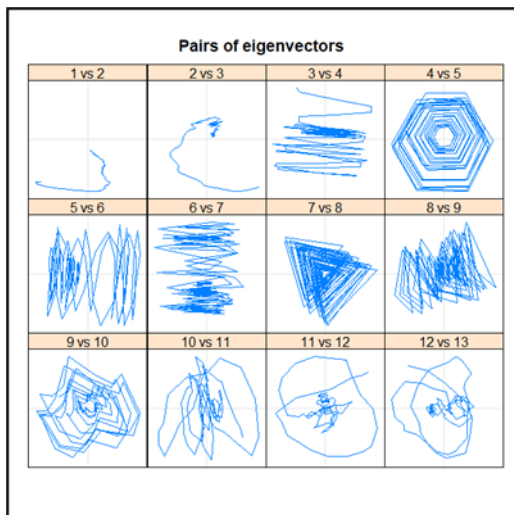 Pairs of eigenvectors
1 vs 2
2 vs 3
3 vs 4
4 vs 5
5 vs 6
6 vs 7
7 vs 8
8 vs 9
9 vs 10
10 vs 11
11 vs 12
12 vs 13